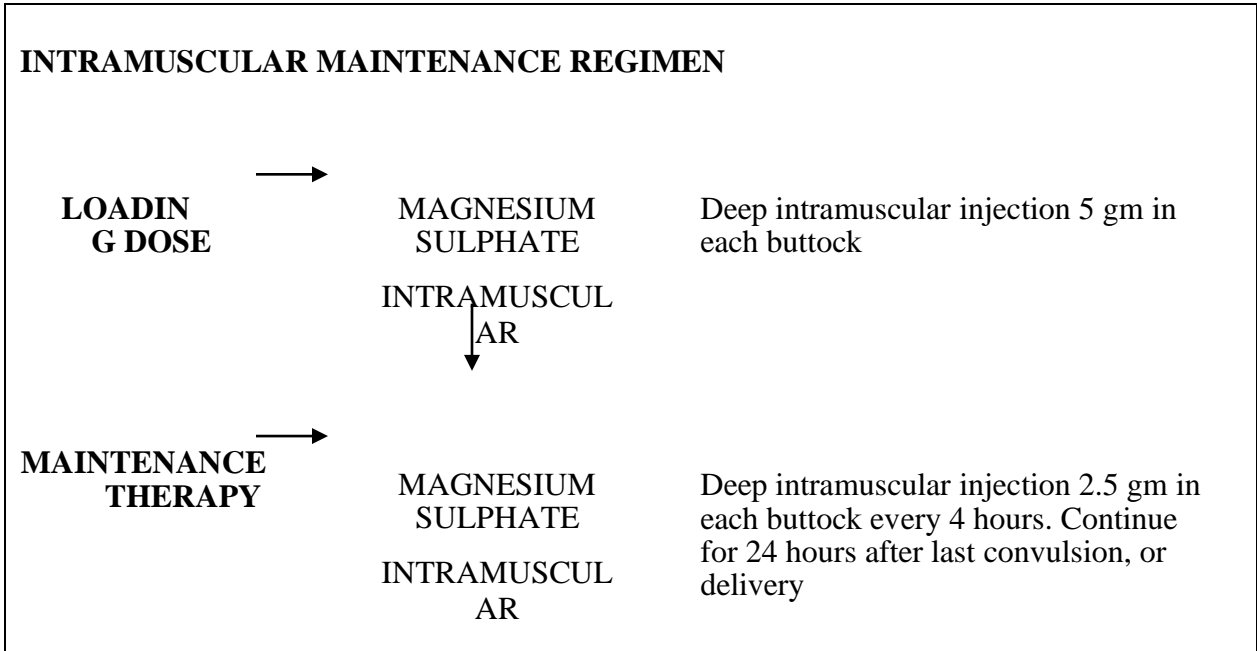 INTRAMUSCULAR MAINTENANCE REGIMEN
LOADIN
G DOSE
MAGNESIUM
SULPHATE
INTRAMUSCUL
AR
Deep intramuscular injection 5 gm in
each buttock
MAINTENANCE
THERAPY
MAGNESIUM
SULPHATE
INTRAMUSCUL
AR
Deep intramuscular injection 2.5 gm in
each buttock every 4 hours. Continue
for 24 hours after last convulsion, or
delivery